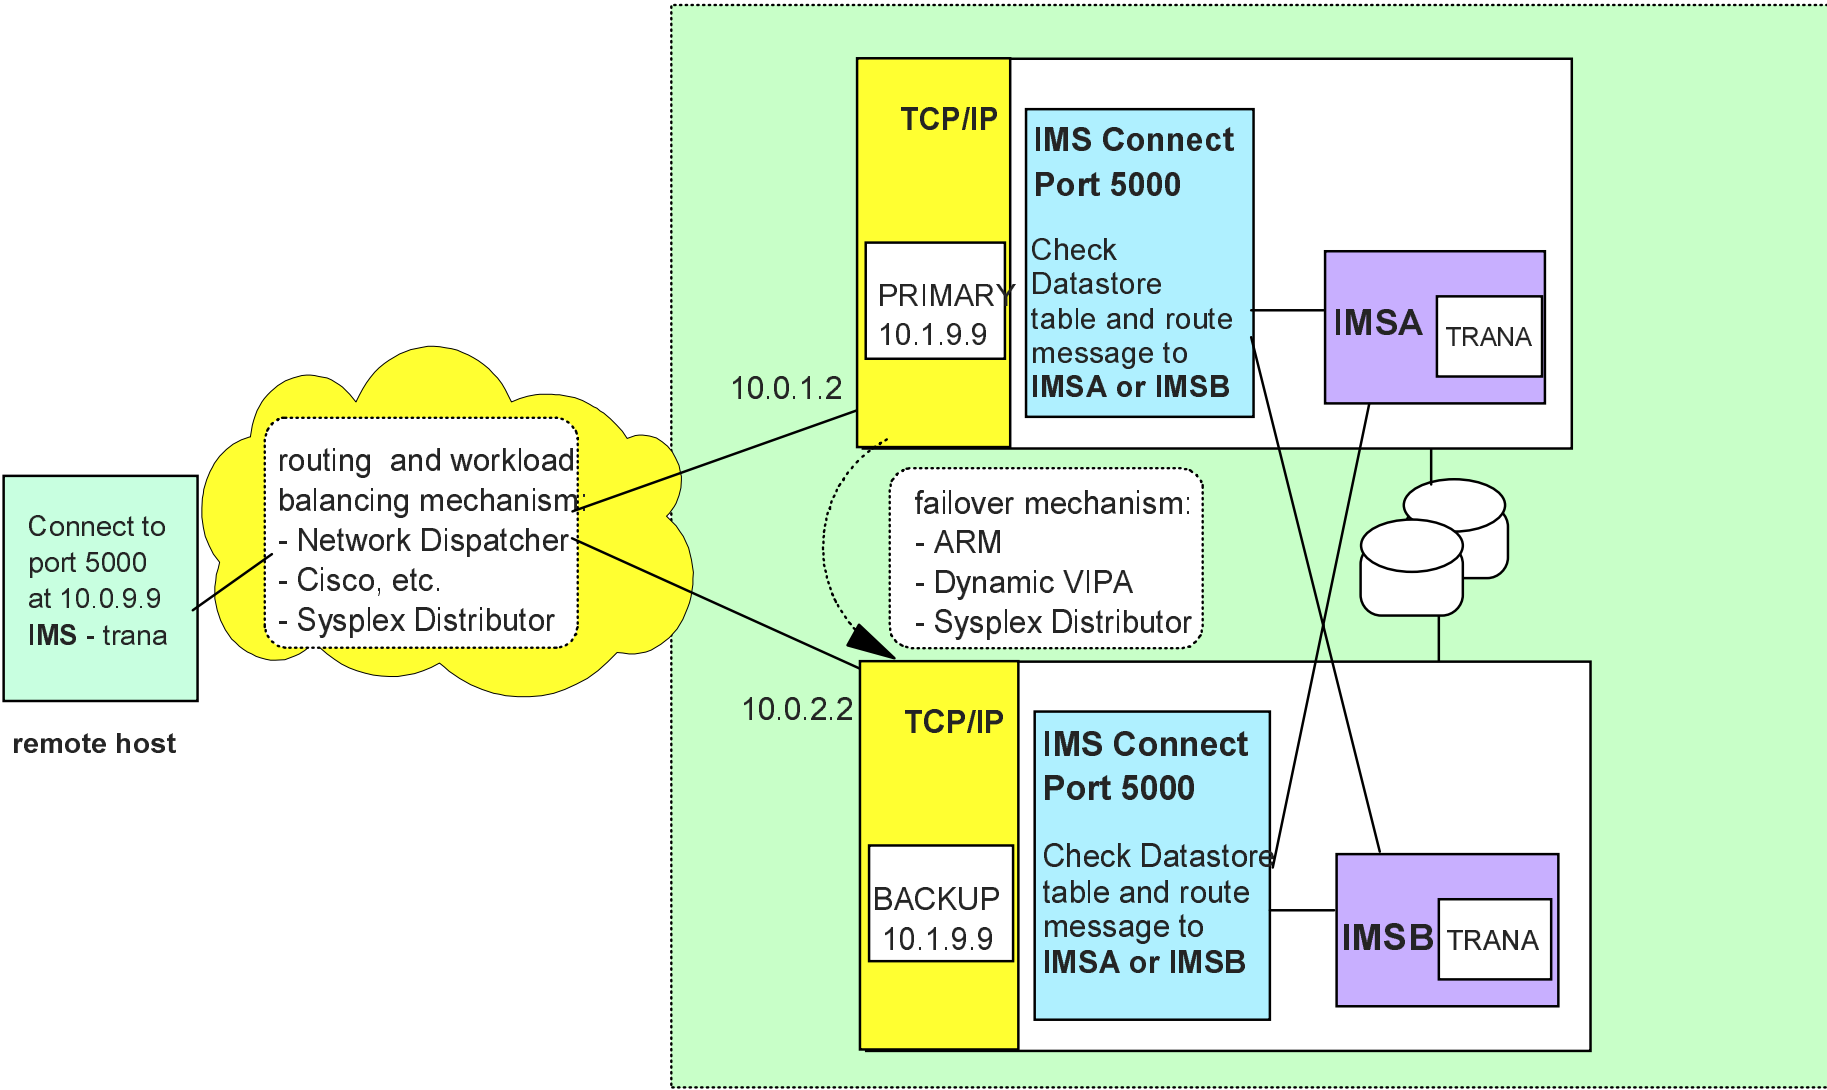 Connect to
port 5000
at 10.0.9.9
IMS - trana
remote host
routing and workload
balancing mechanism:
- Network Dispatcher
- Cisco, etc.
- Sysplex Distributor
10.0.1.2
10.0.2.2
TCP/IP
PRIMARY
10.1.9.9
IMS Connect
Port 5000
Check
Datastore
table and route
message to
IMSA or IMSB
IMSA
TRANA
failover mechanism:
- ARM
- Dynamic VIPA
- Sysplex Distributor
TCP/IP
BACKUP
10.1.9.9
IMS Connect
Port 5000
Check Datastore
table and route
message to
IMSA or IMSB
IMSB
TRANA